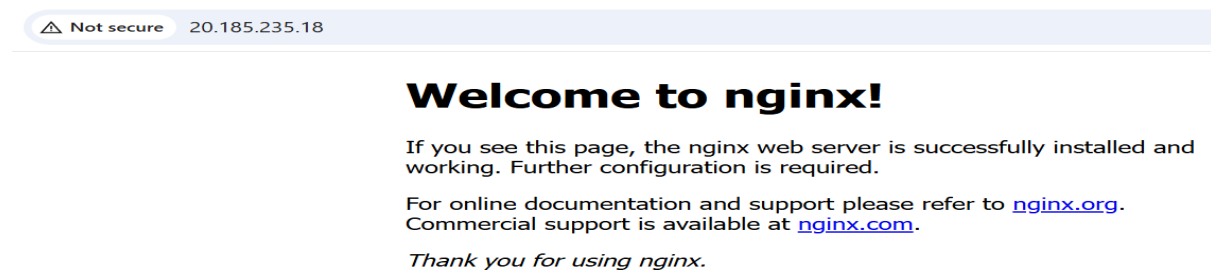 Not secure 20.185.235.18
Welcome to nginx!
If you see this page, the nginx web server is successfully installed and
working. Further configuration is required.
For online documentation and support please refer to nginx.org.
Commercial support is available at nginx.com.
Thank you for using nginx.